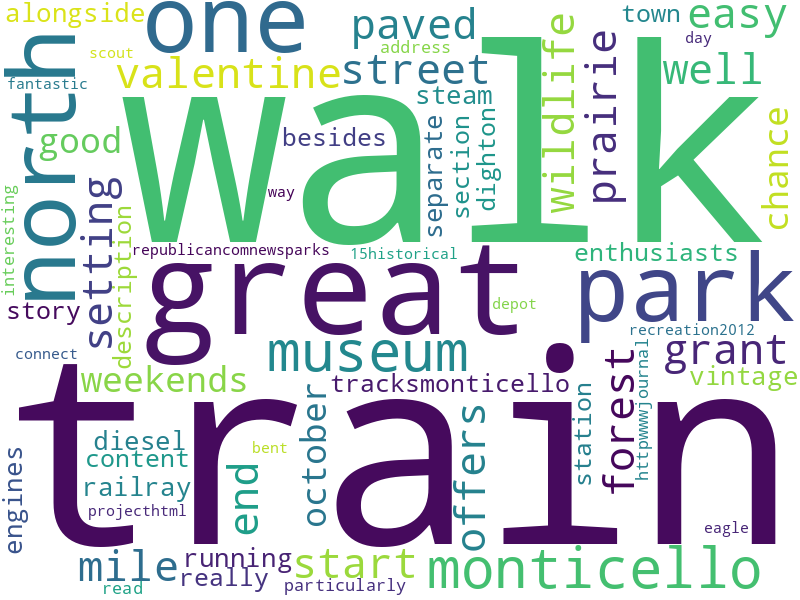 alongside
one
paved
town
easy
scout
address
day
fantastic
valentine
street
well
north
walk
steam
wildlife
prairie
good
besides
separate
section
dighton
chance
way
interesting
setting
description
republicancomnewsparks
15historical
enthusiasts
story
great
park
depot
recreation2012
connect
museum
grant
weekends
tracksmonticello
forest
httpwwwjournal
vintage
train
october
offers
station
engines
diesel
content
bent
railray
end
projecthtml
eagle
mile
running
start
monticello
really
particularly
read